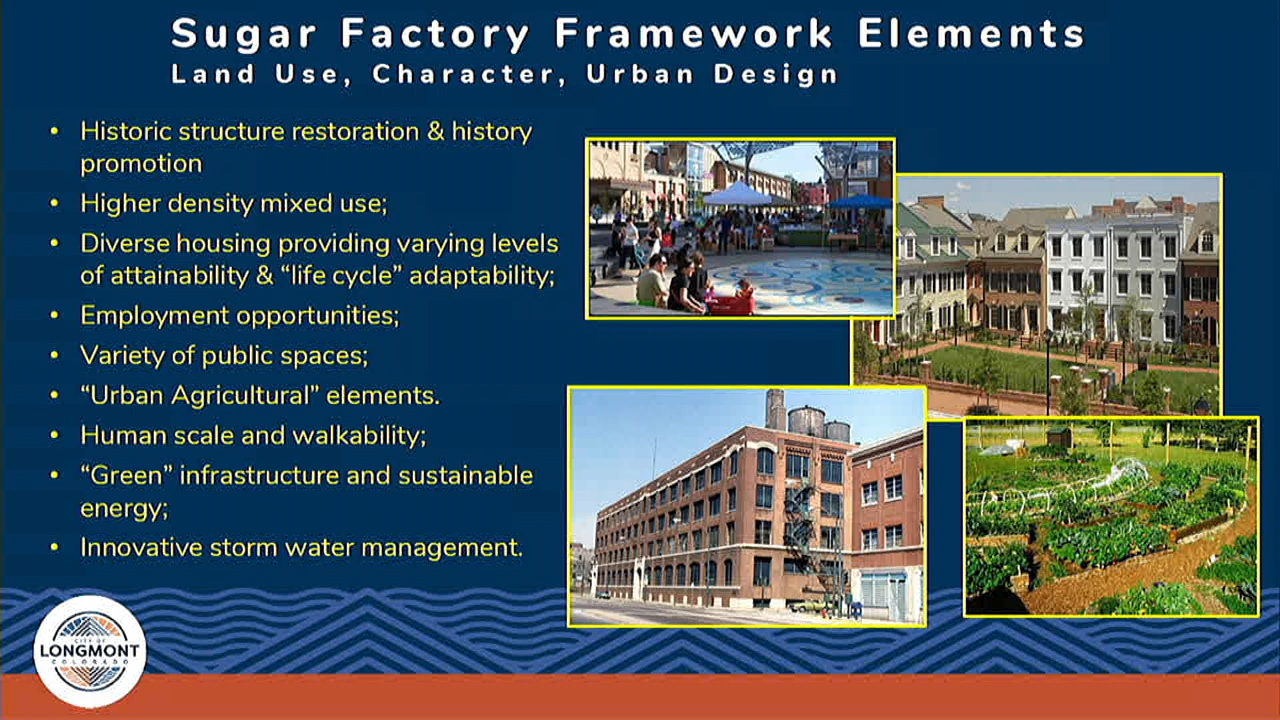 Sugar Factory Framework Elements
Land Use, Character, Urban Design
• Historic structure restoration & history
promotion
• Higher density mixed use;
• Diverse housing providing varying levels
of attainability & “life cycle” adaptability;
• Employment opportunities;
• Variety of public spaces;
• “Urban Agricultural” elements.
• Human scale and walkability;
• “Green” infrastructure and sustainable
energy;
• Innovative storm water management.
CITY OF
LONGMONT
COLORADO